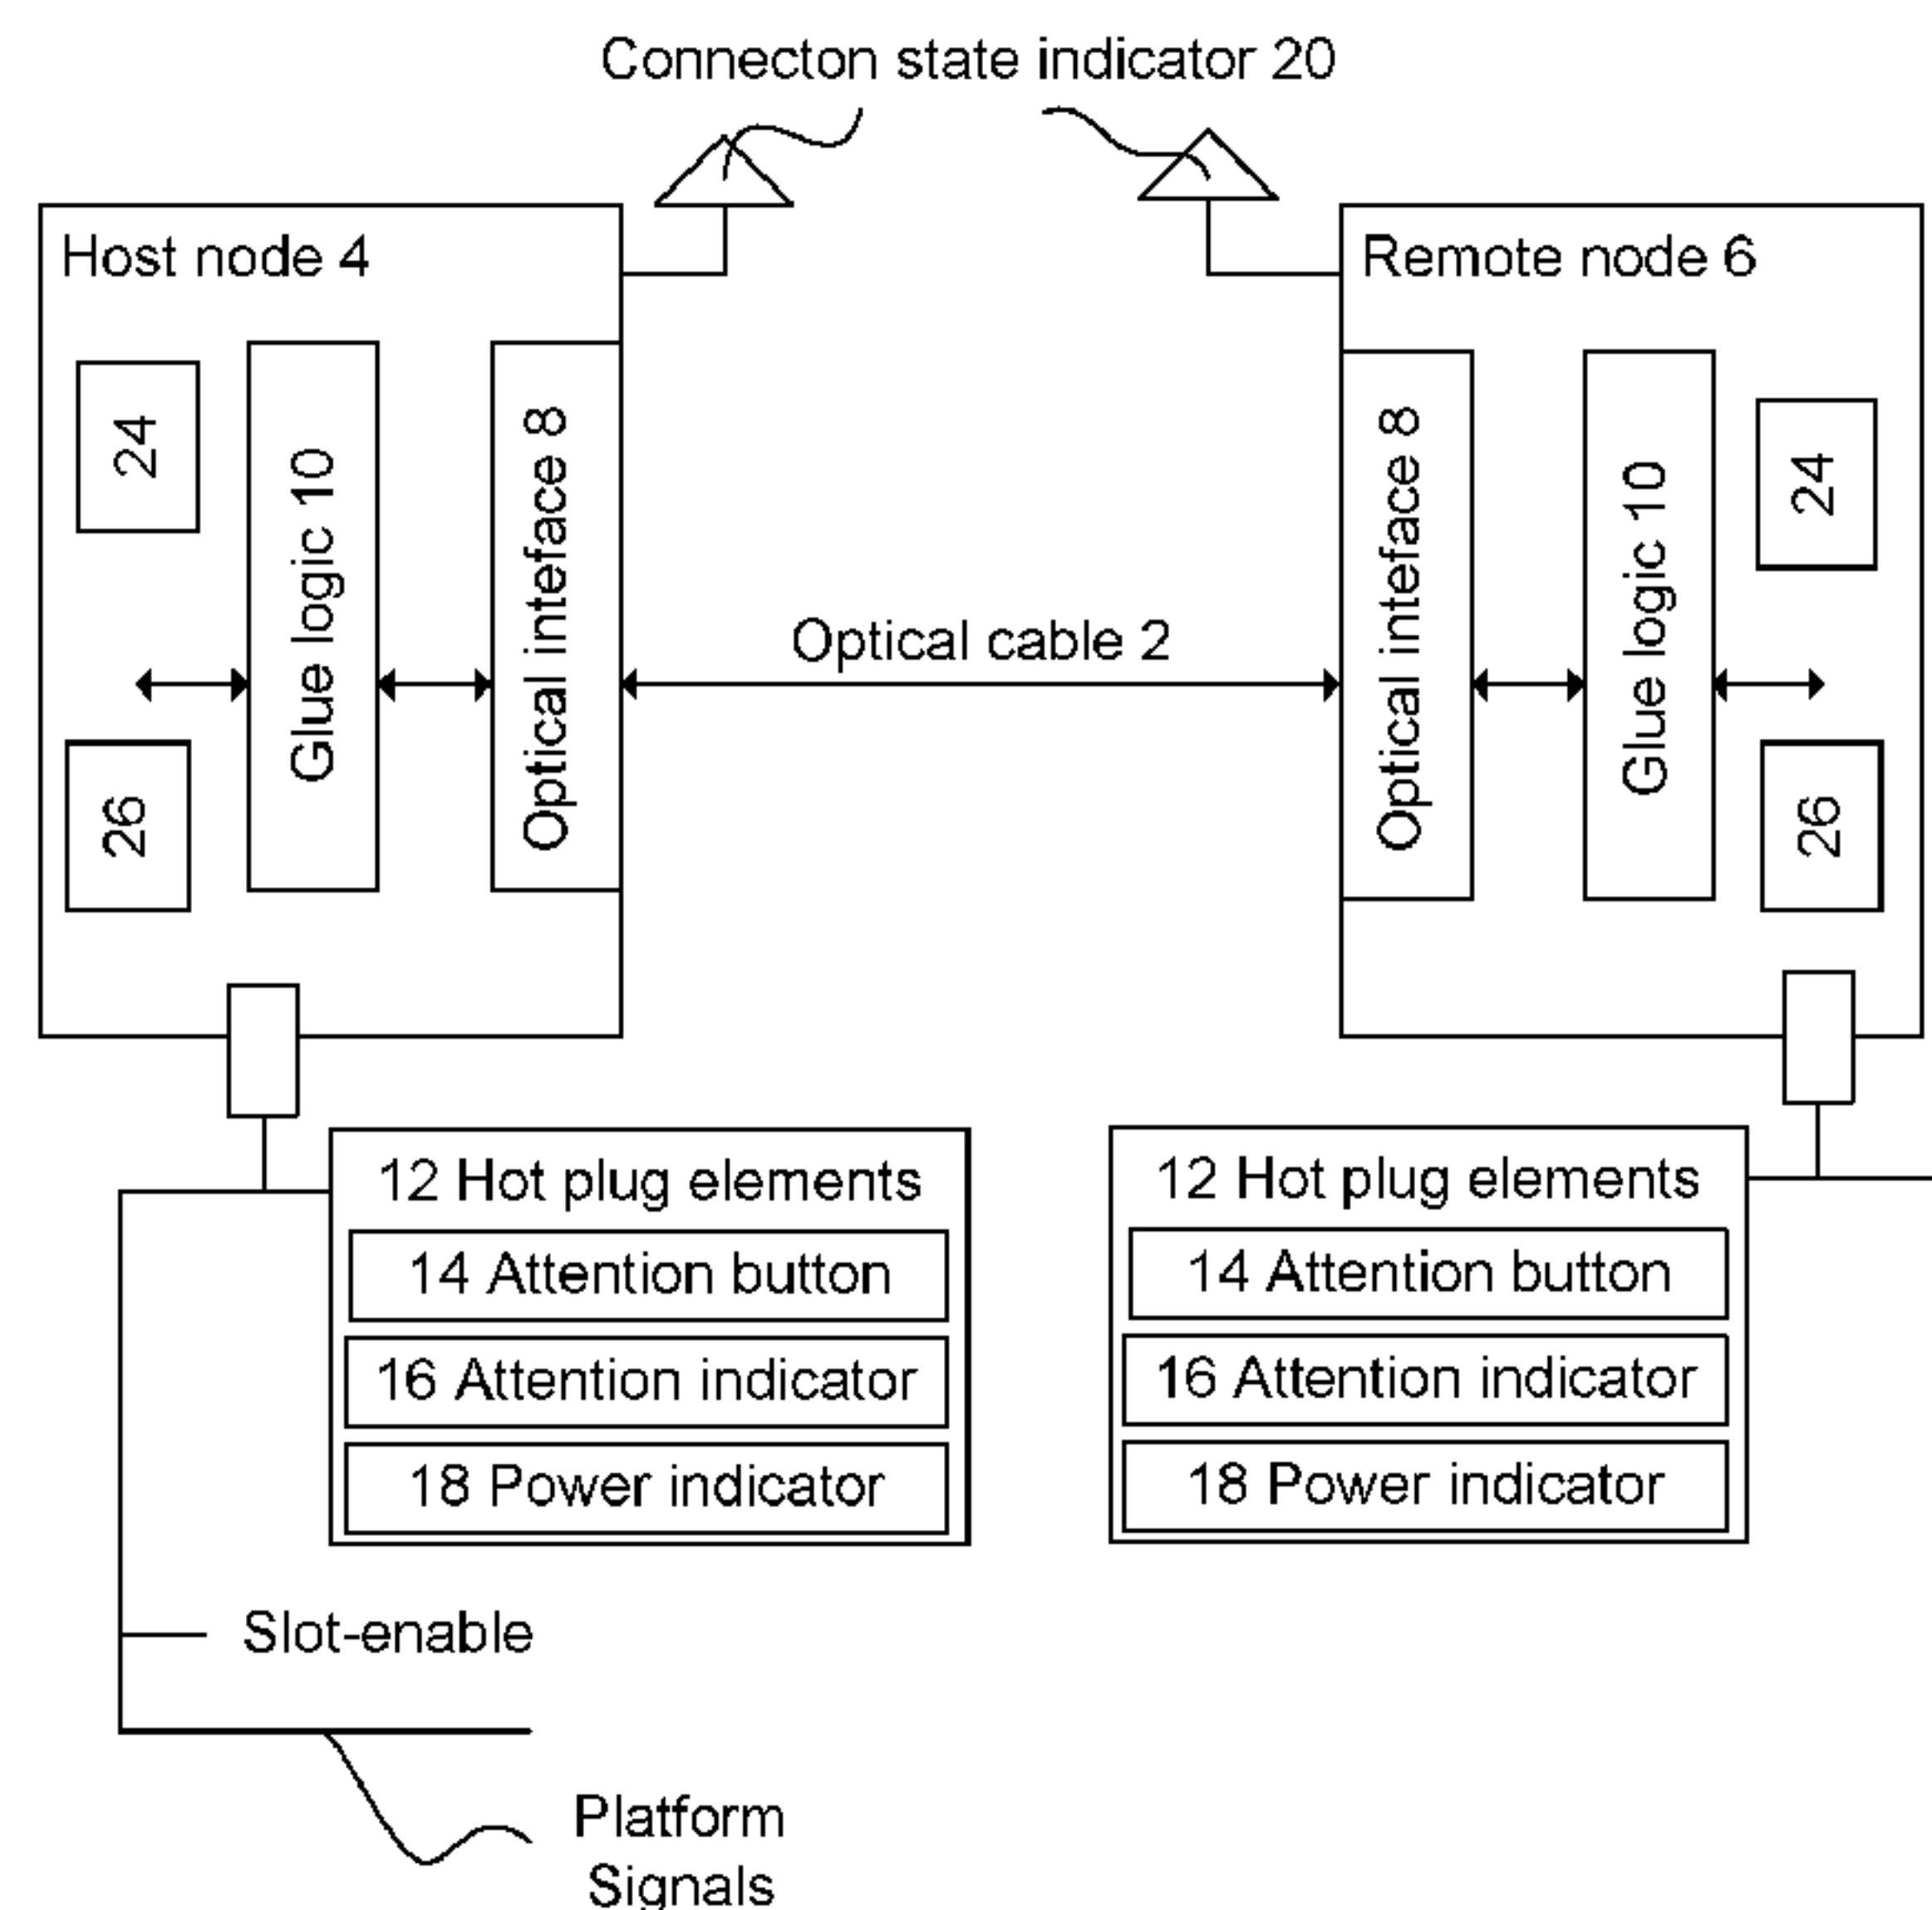 Connecton state indicator 20
Host node 4
Remote node 6
24
Glue logic 10
Optical inteface 8
26
Optical cable 2
Optical inteface 8
Glue logic 10
24
26
12 Hot plug elements
14 Attention button
16 Attention indicator
18 Power indicator
12 Hot plug elements
14 Attention button
16 Attention indicator
18 Power indicator
Slot-enable
Platform
Signals